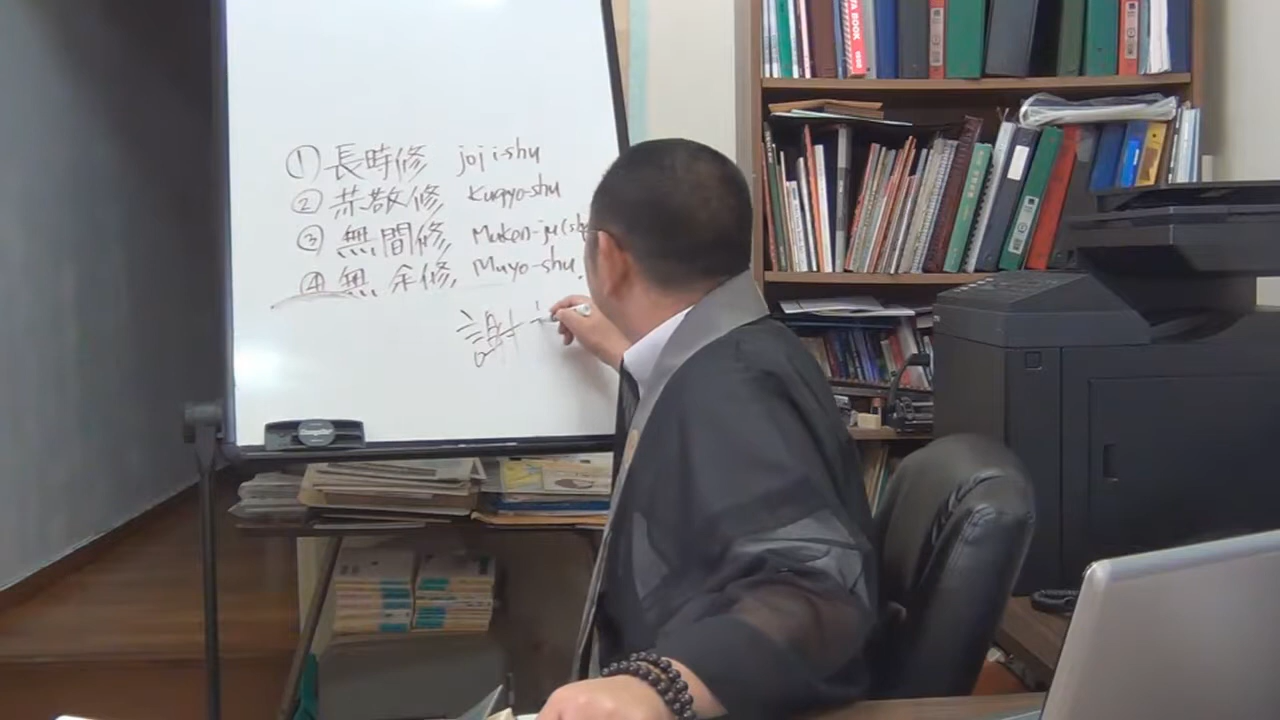 ① 長時修 joji-shu
② 恭敬修 Kugyo-shu
③ 無間修 Muken-ju(sh
④ 無余修 Muyo-shu.
謝